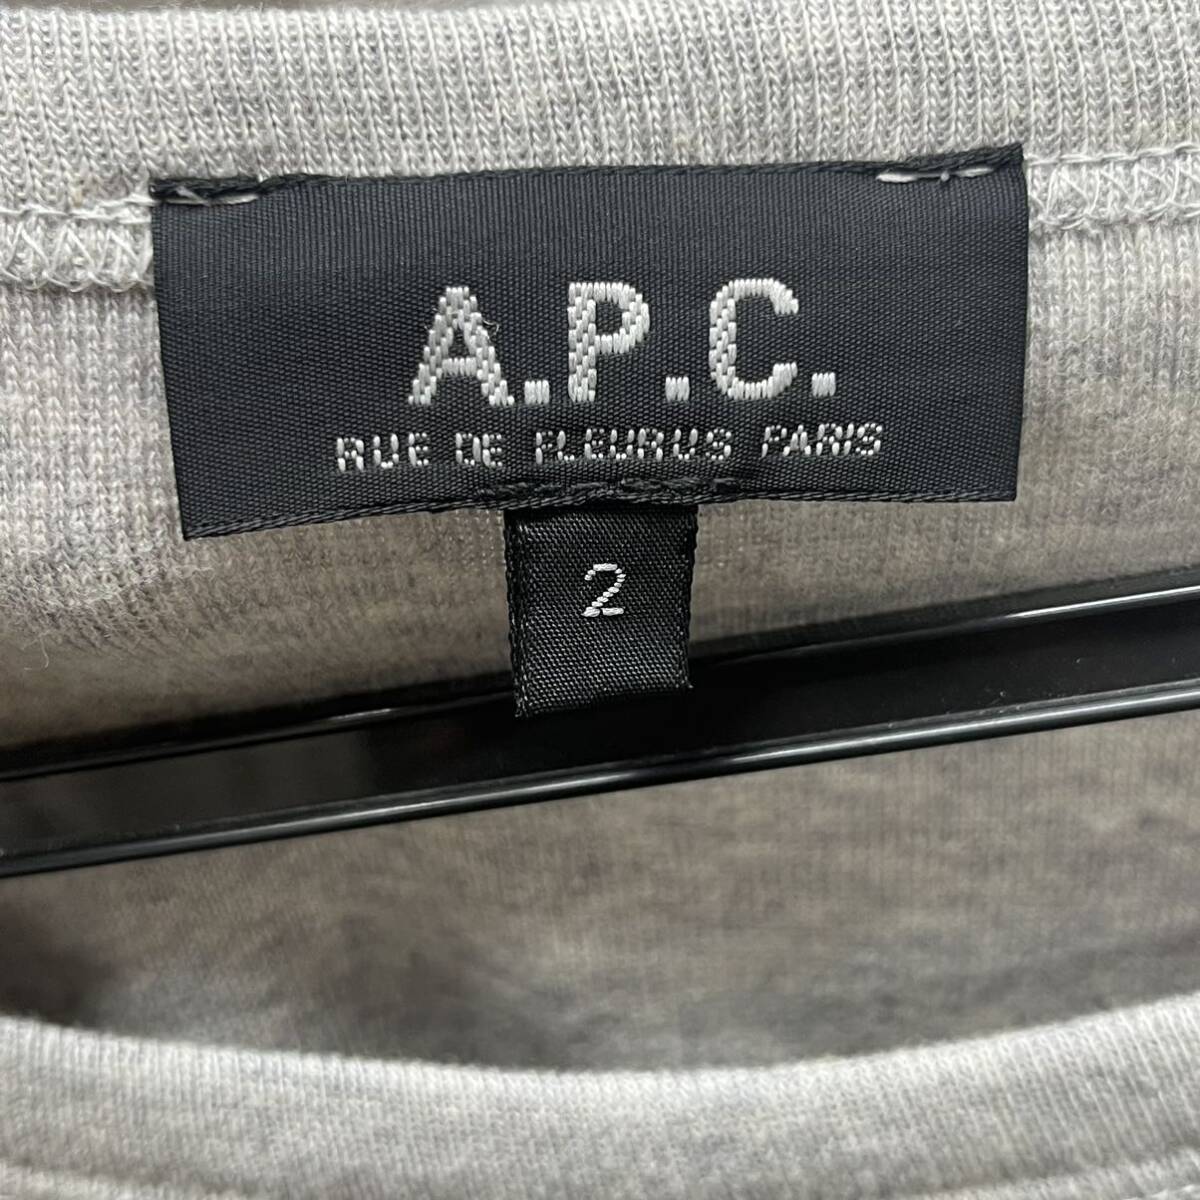 A.P.C.
RUE DE FLEURUS PARIS
2